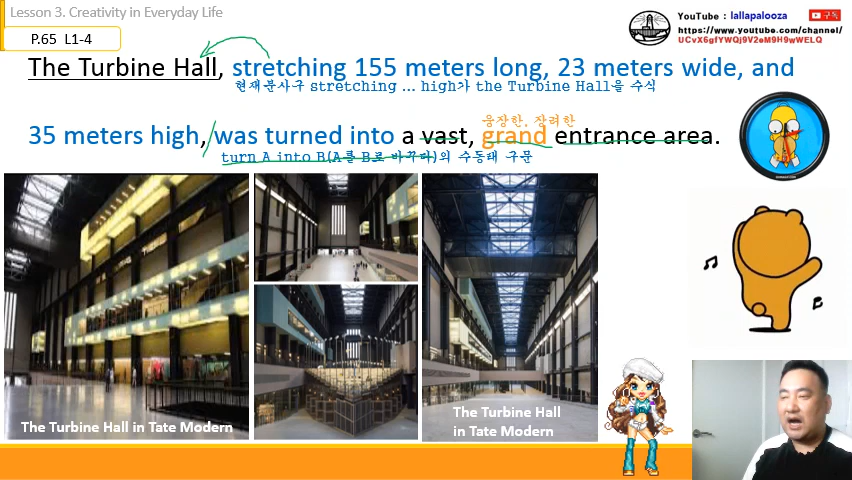 Lesson 3. Creativity in Everyday Life
P.65 L1-4
YouTube : lallapalooza
구독
https://www.youtube.com/channel/
UCvX6gfYWQj9V2eM9H9wWELQ
The Turbine Hall, stretching 155 meters long, 23 meters wide, and
현재분사구 stretching ... high가 the Turbine Hall을 수식
웅장한, 장려한
35 meters high, was turned into a vast, grand entrance area.
turn A into B(A를 B로 바꾸다)의 수동태 구문
The Turbine Hall in Tate Modern
The Turbine Hall
in Tate Modern